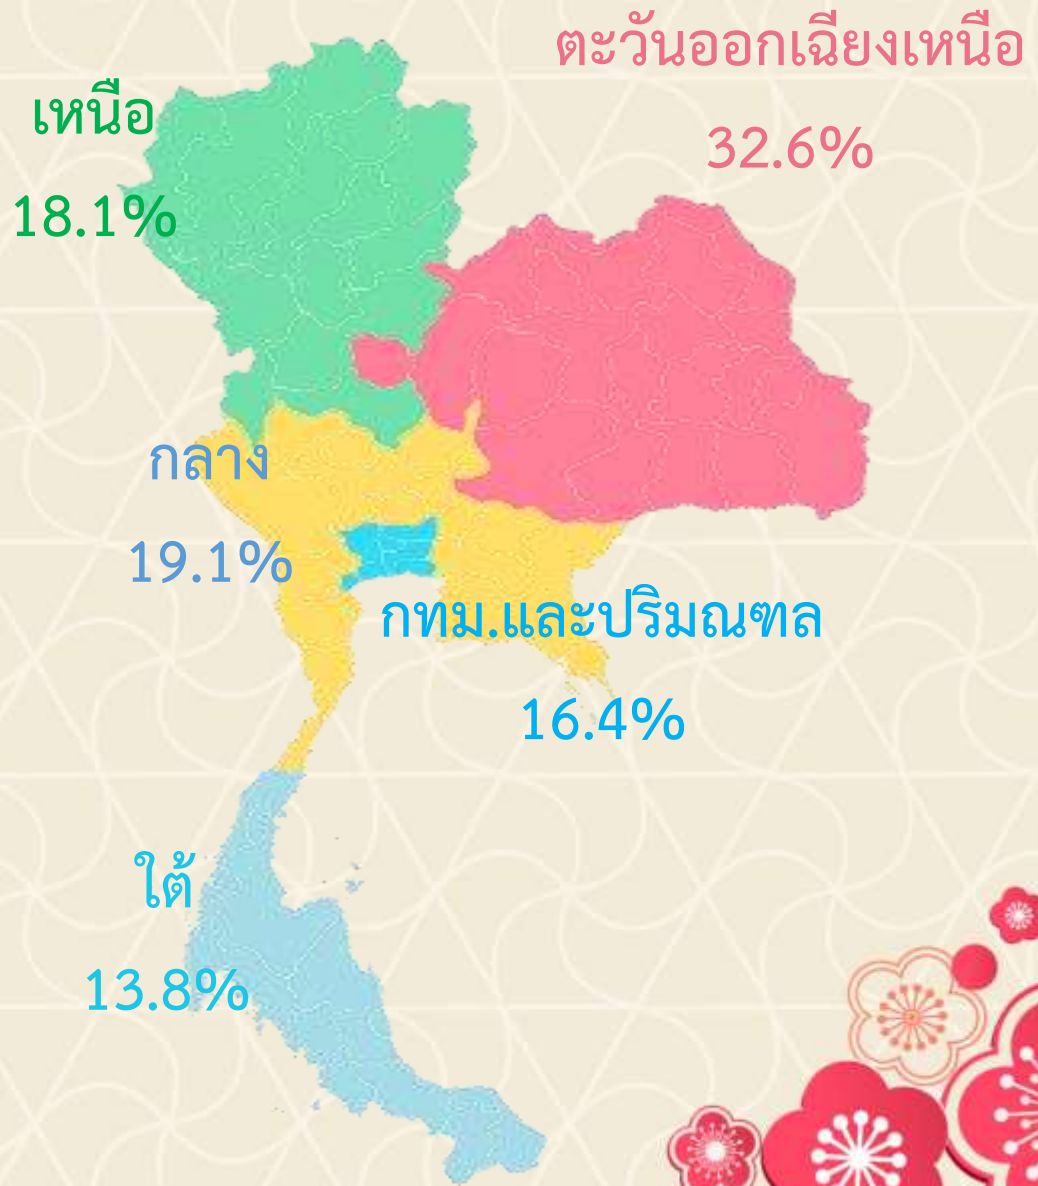 ตะวันออกเฉียงเหนือ
32.6%
เหนือ
18.1%
กลาง
19.1%
กทม.และปริมณฑล
16.4%
ใต้
13.8%